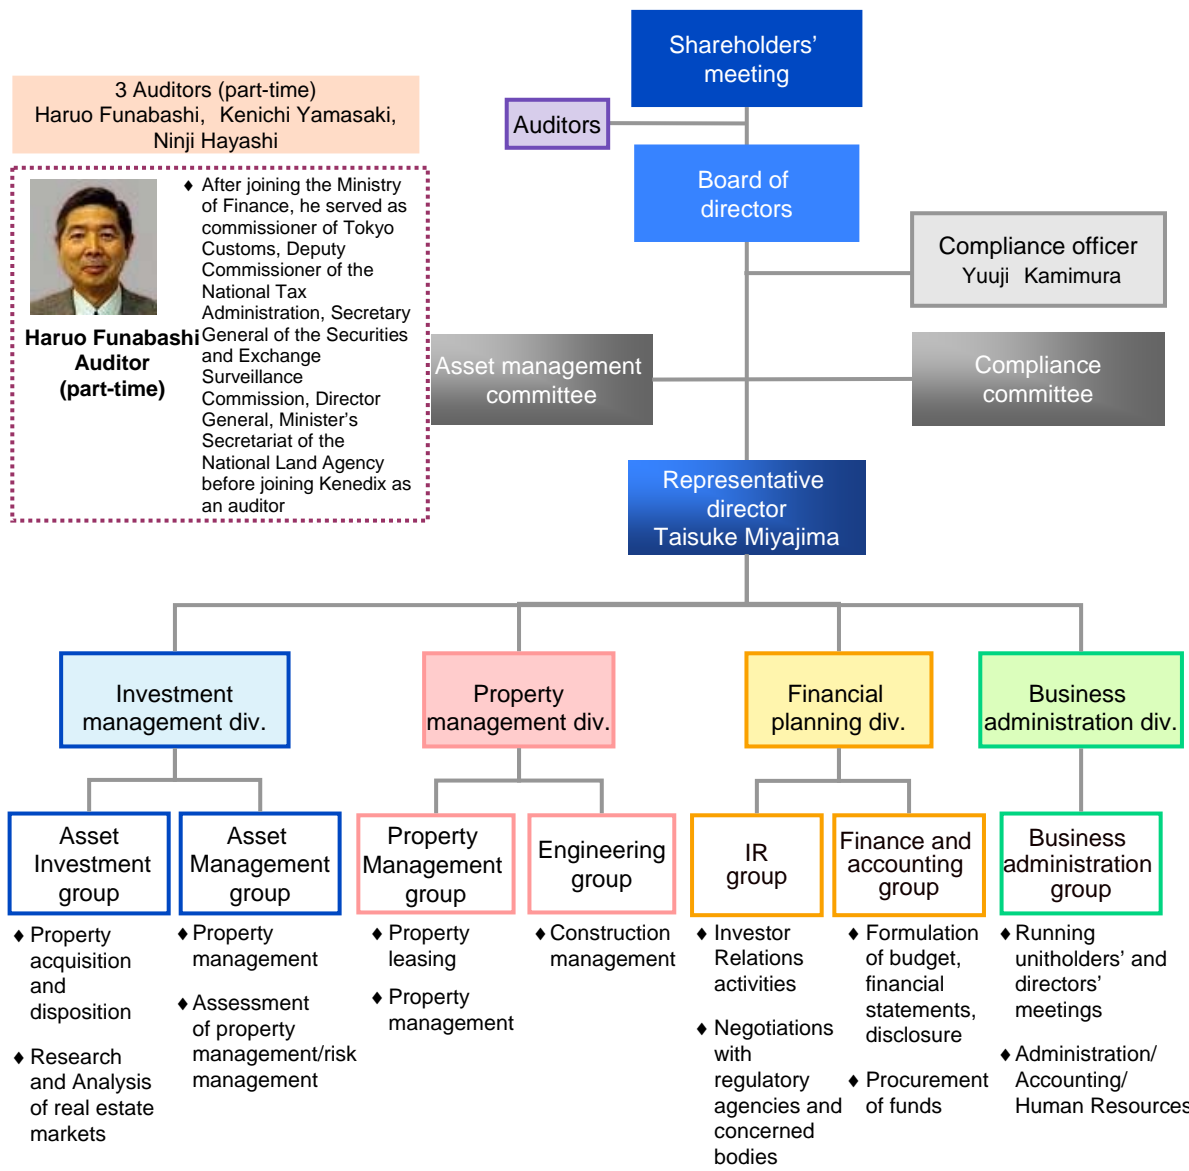 Shareholders’
meeting
3 Auditors (part-time)
Haruo Funabashi, Kenichi Yamasaki,
Ninji Hayashi
Auditors
Board of
directors
♦ After joining the Ministry
of Finance, he served as
commissioner of Tokyo
Customs, Deputy
Commissioner of the
National Tax
Administration, Secretary
General of the Securities
and Exchange
Surveillance
Commission, Director
General, Minister’s
Secretariat of the
National Land Agency
before joining Kenedix as
an auditor
Haruo Funabashi
Auditor
(part-time)
Compliance officer
Yuuji Kamimura
Asset management
committee
Compliance
committee
Representative
director
Taisuke Miyajima
Investment
management div.
Property
management div.
Financial
planning div.
Business
administration div.
Asset
Investment
group
Asset
Management
group
Property
Management
group
Engineering
group
IR
group
Finance and
accounting
group
Business
administration
group
♦ Property
acquisition
and
disposition
♦ Research
and Analysis
of real estate
markets
♦ Property
management
♦ Assessment
of property
management/risk
management
♦ Property
leasing
♦ Property
management
♦ Construction
management
♦ Investor
Relations
activities
♦ Negotiations
with
regulatory
agencies and
concerned
bodies
♦ Formulation
of budget,
financial
statements,
disclosure
♦ Procurement
of funds
♦ Running
unitholders’ and
directors’
meetings
♦ Administration/
Accounting/
Human Resources